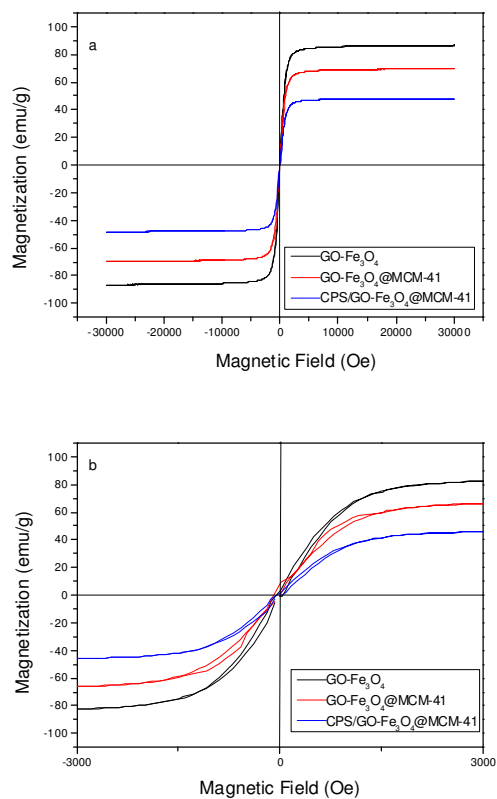 a
Magnetization (emu/g)
100
80
60
40
20
0
-20
-40
-60
-80
-100
GO-Fe₃O₄
GO-Fe₃O₄@MCM-41
CPS/GO-Fe₃O₄@MCM-41
-30000 -20000 -10000 0 10000 20000 30000
Magnetic Field (Oe)
b
Magnetization (emu/g)
100
80
60
40
20
0
-20
-40
-60
-80
-100
GO-Fe₃O₄
GO-Fe₃O₄@MCM-41
CPS/GO-Fe₃O₄@MCM-41
-3000 0 3000
Magnetic Field (Oe)